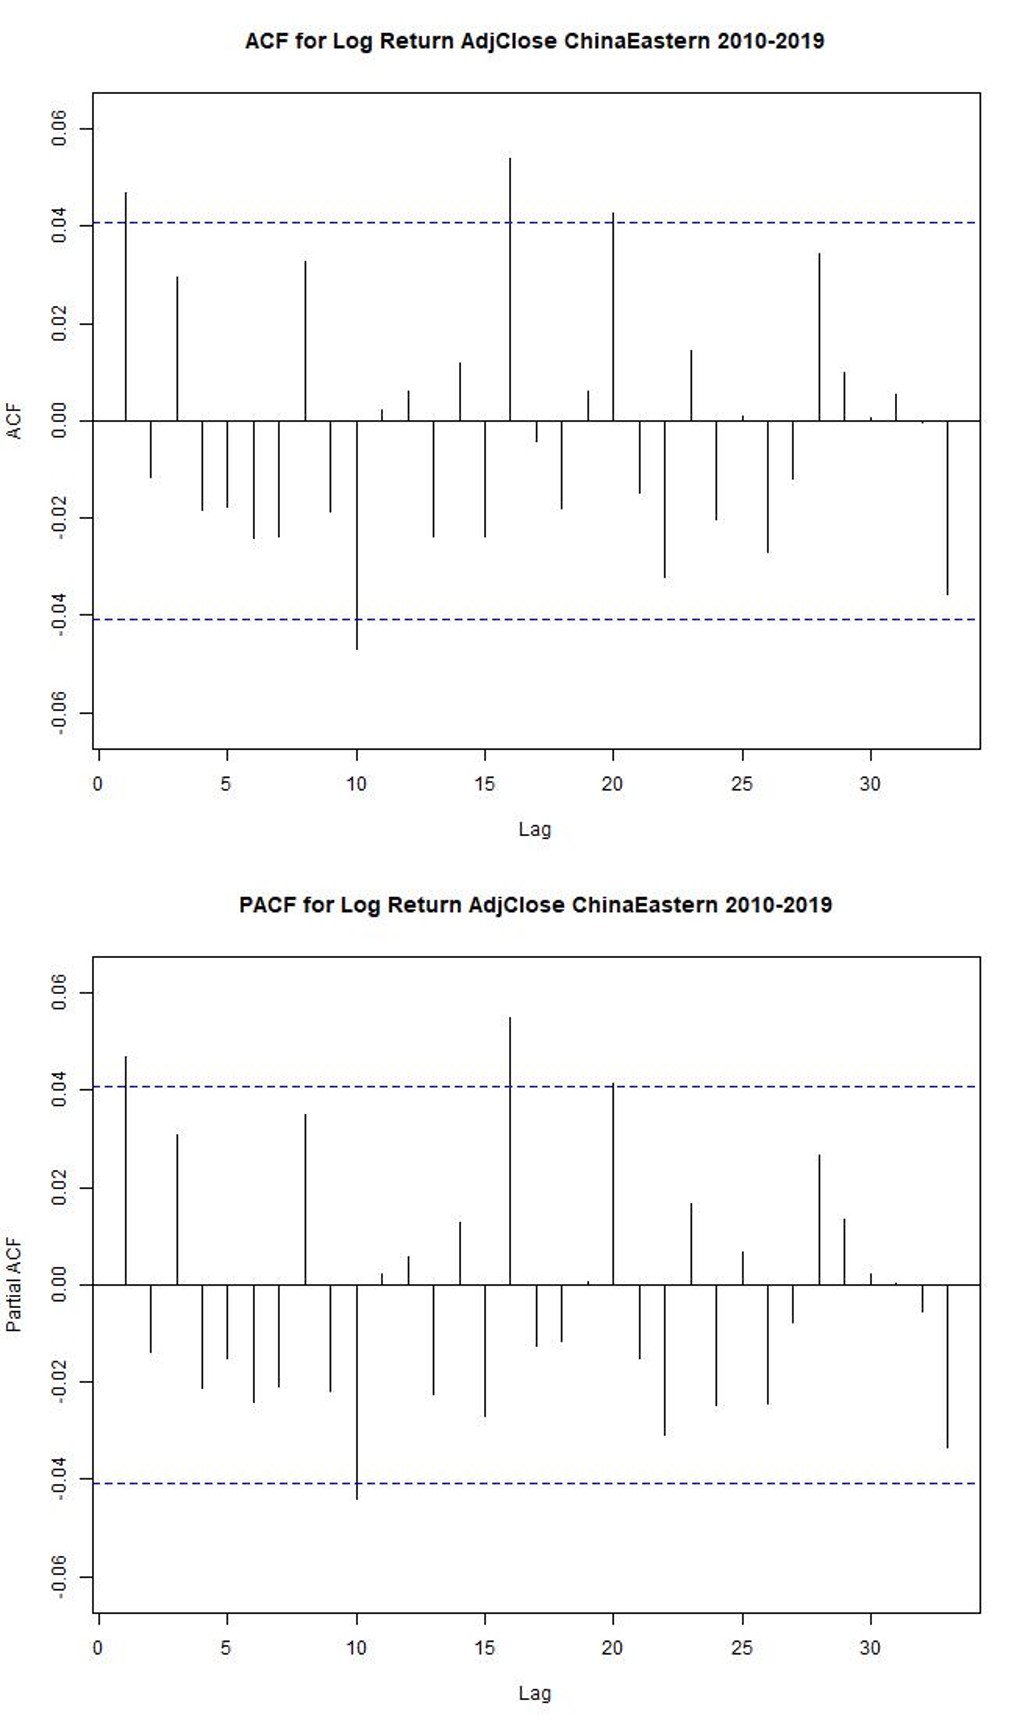 ACF for Log Return AdjClose ChinaEastern 2010-2019
0.06
0.04
0.02
0.00
-0.02
-0.04
-0.06
ACF
0 5 10 15 20 25 30
Lag
PACF for Log Return AdjClose ChinaEastern 2010-2019
0.06
0.04
0.02
0.00
-0.02
-0.04
-0.06
Partial ACF
0 5 10 15 20 25 30
Lag